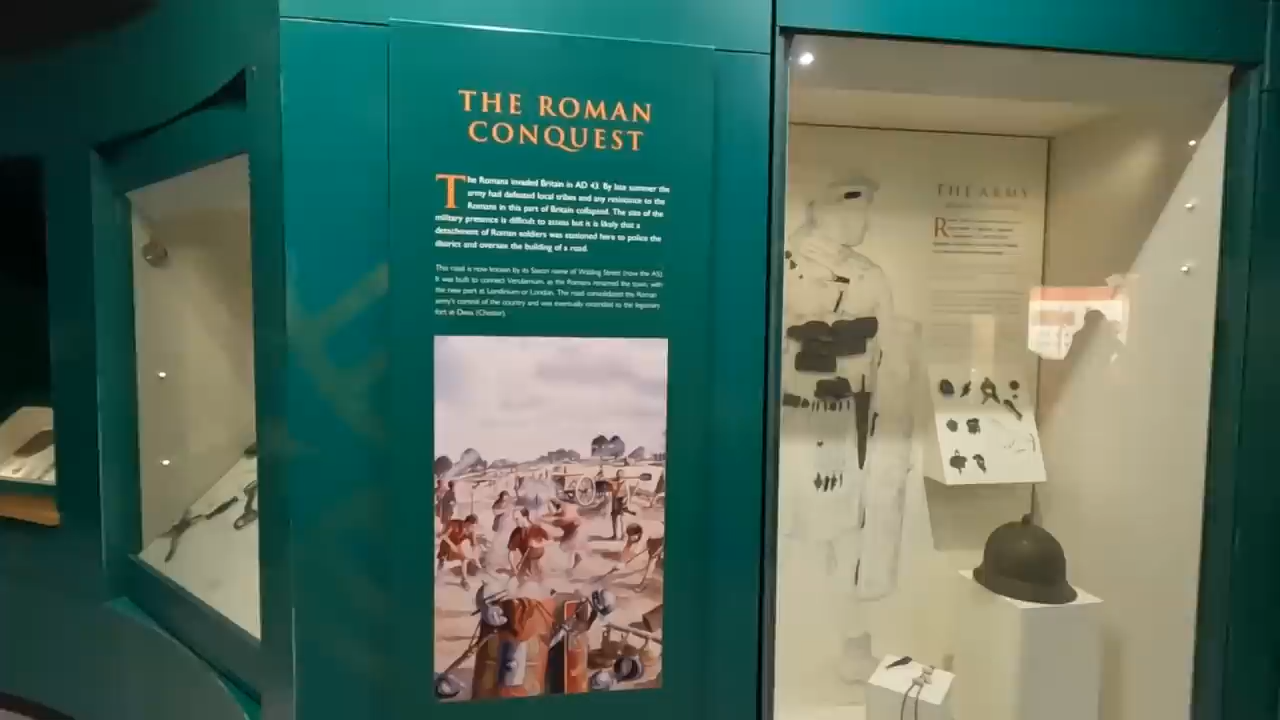 THE ROMAN
CONQUEST
The Romans invaded Britain in AD 43. By late summer the
army had defeated local tribes and any resistance to the
Romans in this part of Britain collapsed. The size of the
military presence is difficult to assess but it is likely that a
detachment of Roman soldiers was stationed here to police the
district and oversee the building of a road.
This road is now known by its Saxon name of Watling Street (now the A5).
It was built to connect Verulamium, as the Romans renamed the town, with
the new port at Londinium or London. The road consolidated the Roman
army's control of the country and was eventually extended to the legionary
fort at Deva (Chester).
THE ARMY